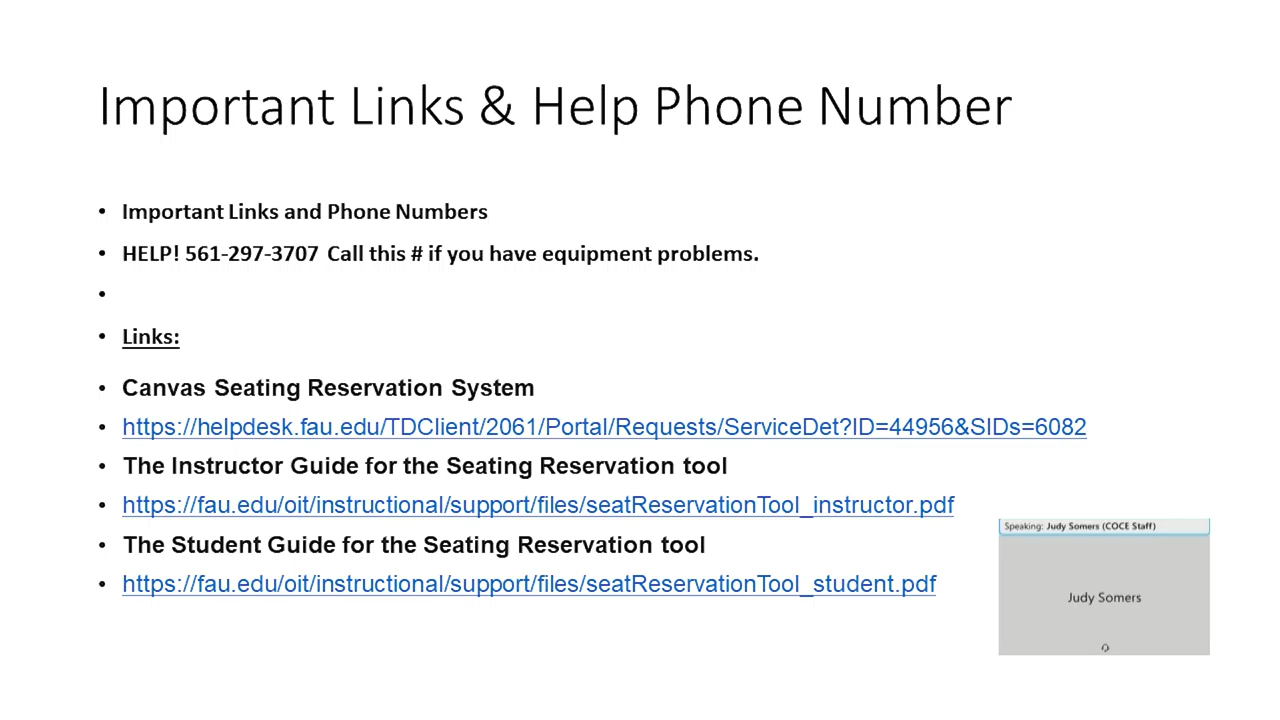 Important Links & Help Phone Number
• Important Links and Phone Numbers
• HELP! 561-297-3707 Call this # if you have equipment problems.
•
• Links:
• Canvas Seating Reservation System
• https://helpdesk.fau.edu/TDClient/2061/Portal/Requests/ServiceDet?ID=44956&SIDs=6082
• The Instructor Guide for the Seating Reservation tool
• https://fau.edu/oit/instructional/support/files/seatReservationTool_instructor.pdf
• The Student Guide for the Seating Reservation tool
• https://fau.edu/oit/instructional/support/files/seatReservationTool_student.pdf
Speaking: Judy Somers (COCE Staff)
Judy Somers